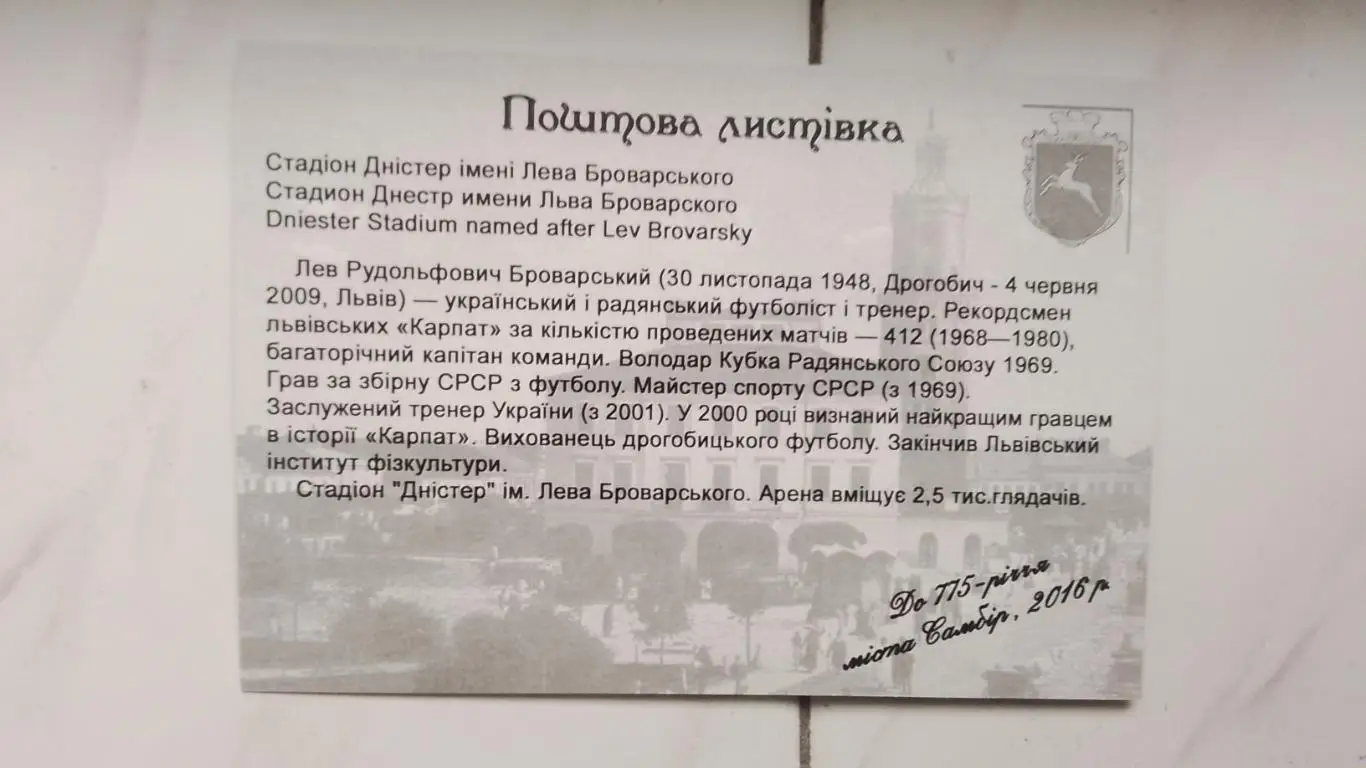 Поштова листівка
Стадіон Дністер імені Лева Броварського
Стадион Днестр имени Льва Броварского
Dniester Stadium named after Lev Brovarsky
Лев Рудольфович Броварський (30 листопада 1948, Дрогобич - 4 червня
2009, Львів) — український і радянський футболіст і тренер. Рекордсмен
львівських «Карпат» за кількістю проведених матчів — 412 (1968—1980),
багаторічний капітан команди. Володар Кубка Радянського Союзу 1969.
Грав за збірну СРСР з футболу. Майстер спорту СРСР (з 1969).
Заслужений тренер України (з 2001). У 2000 році визнаний найкращим гравцем
в історії «Карпат». Вихованець дрогобицького футболу. Закінчив Львівський
інститут фізкультури.
Стадіон "Дністер" ім. Лева Броварського. Арена вміщує 2,5 тис.глядачів.
До 775-річчя
міста Самбір, 2016 р.